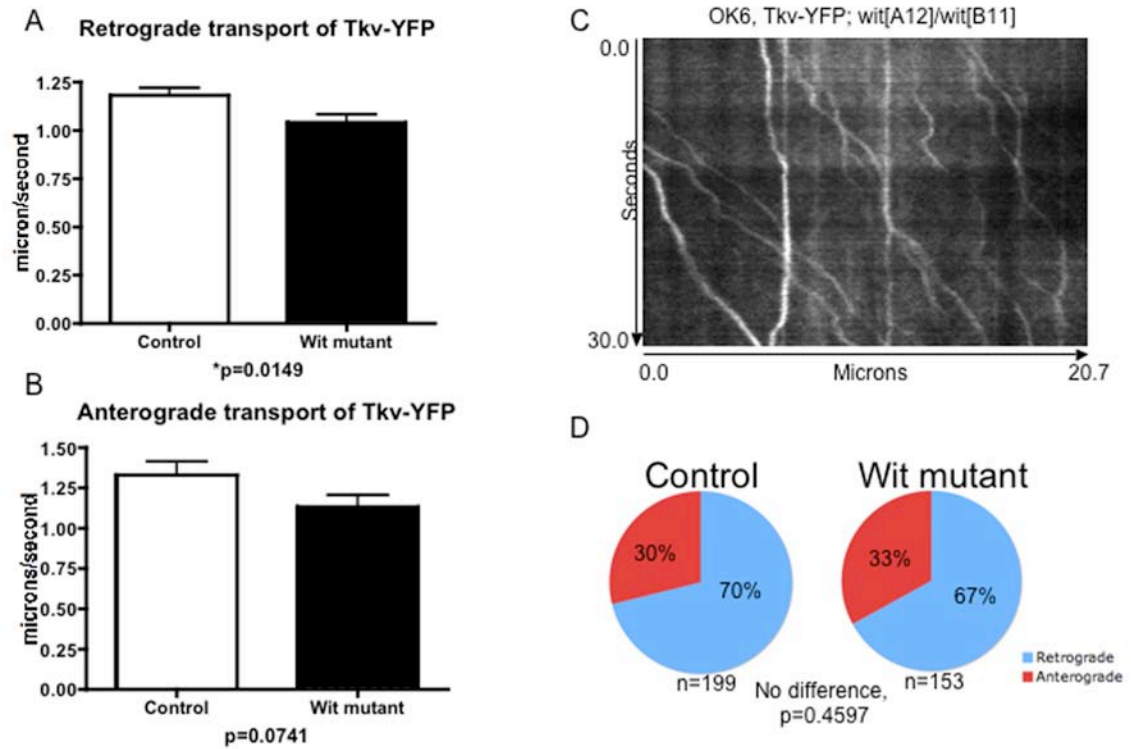 A
Retrograde transport of Tkv-YFP
micron/second
1.25
1.00
0.75
0.50
0.25
0.00
Control
Wit mutant
*p=0.0149
B
Anterograde transport of Tkv-YFP
microns/second
1.50
1.25
1.00
0.75
0.50
0.25
0.00
Control
Wit mutant
p=0.0741
C
OK6, Tkv-YFP; wit[A12]/wit[B11]
0.0
Seconds
30.0
0.0
Microns
20.7
D
Control
30%
70%
n=199
Wit mutant
33%
67%
n=153
No difference,
p=0.4597
Retrograde
Anterograde